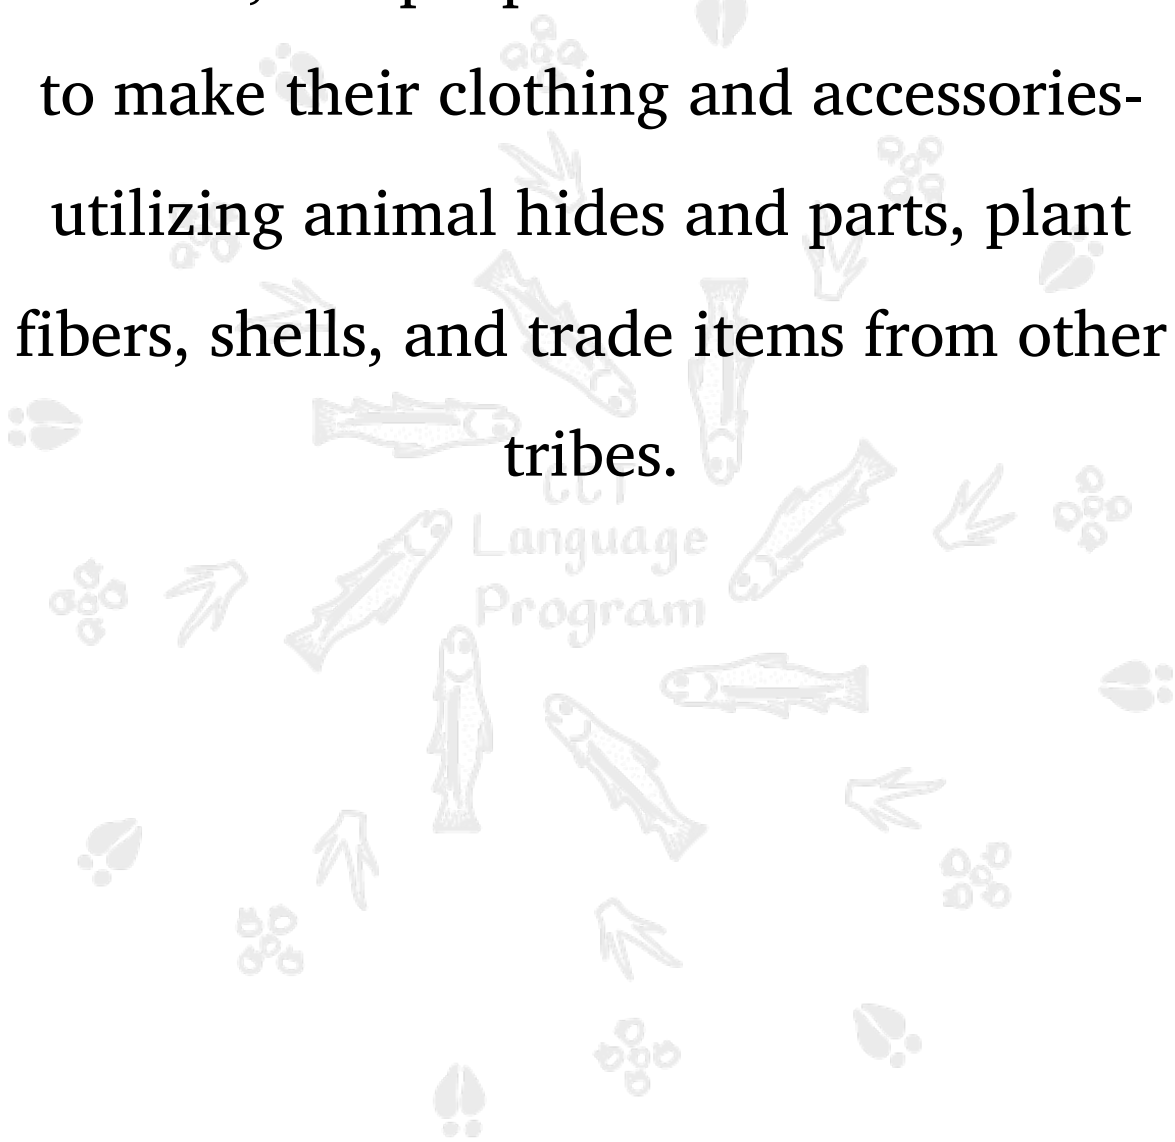 to make their clothing and accessories-
utilizing animal hides and parts, plant
fibers, shells, and trade items from other
tribes.
Language
Program